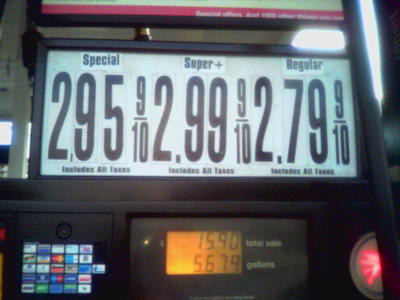 Special offers. And 1000 other
Special Super+ Regular
2.95 9/10 2.99 9/10 2.79 9/10
Includes All Taxes Includes All Taxes Includes All Taxes
$ 15.90 total sale
5.679 gallons